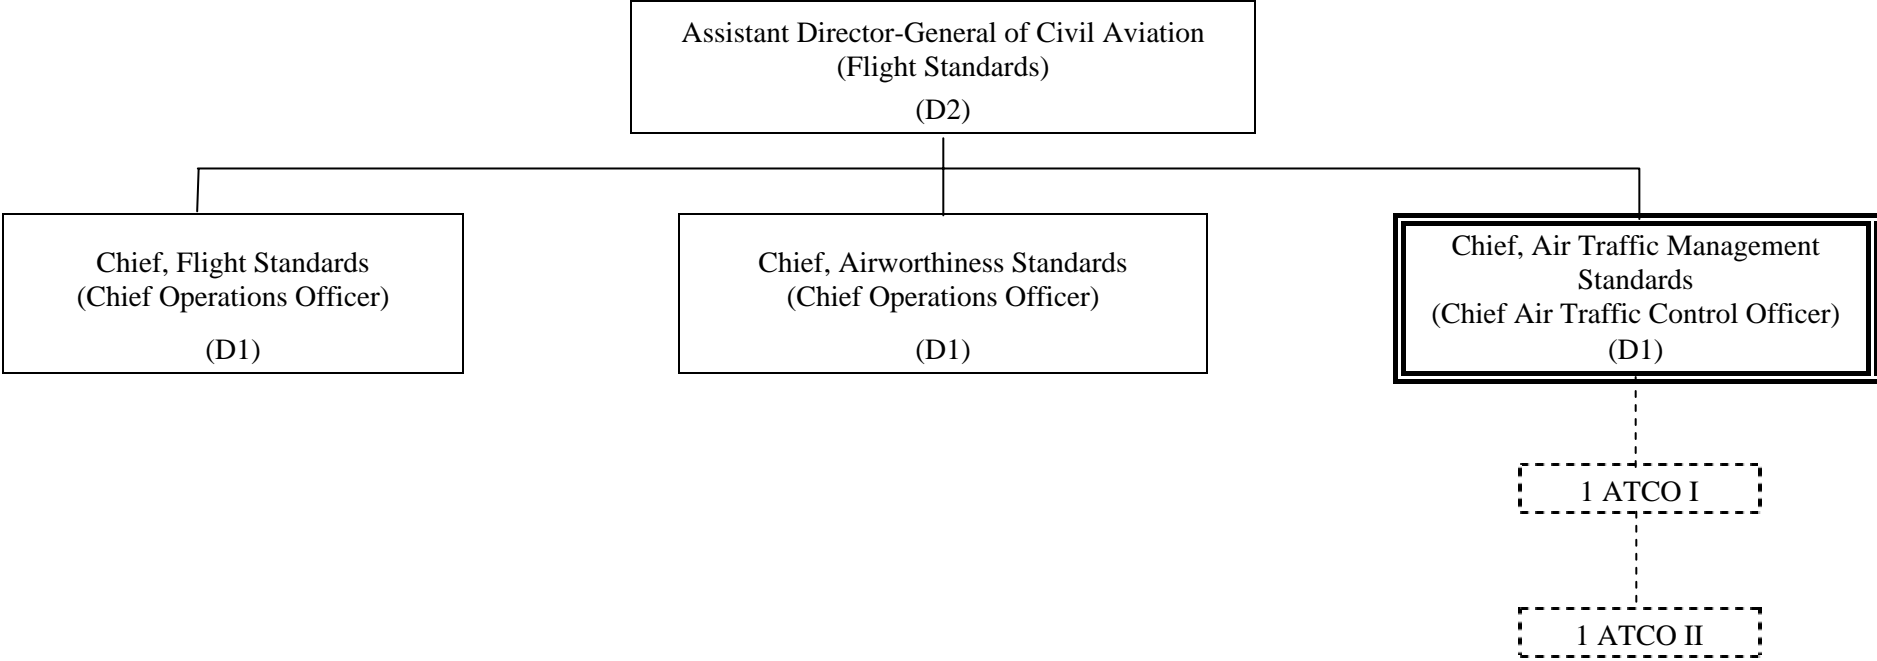 Assistant Director-General of Civil Aviation
(Flight Standards)
(D2)
Chief, Flight Standards
(Chief Operations Officer)
(D1)
Chief, Airworthiness Standards
(Chief Operations Officer)
(D1)
Chief, Air Traffic Management
Standards
(Chief Air Traffic Control Officer)
(D1)
1 ATCO I
1 ATCO II